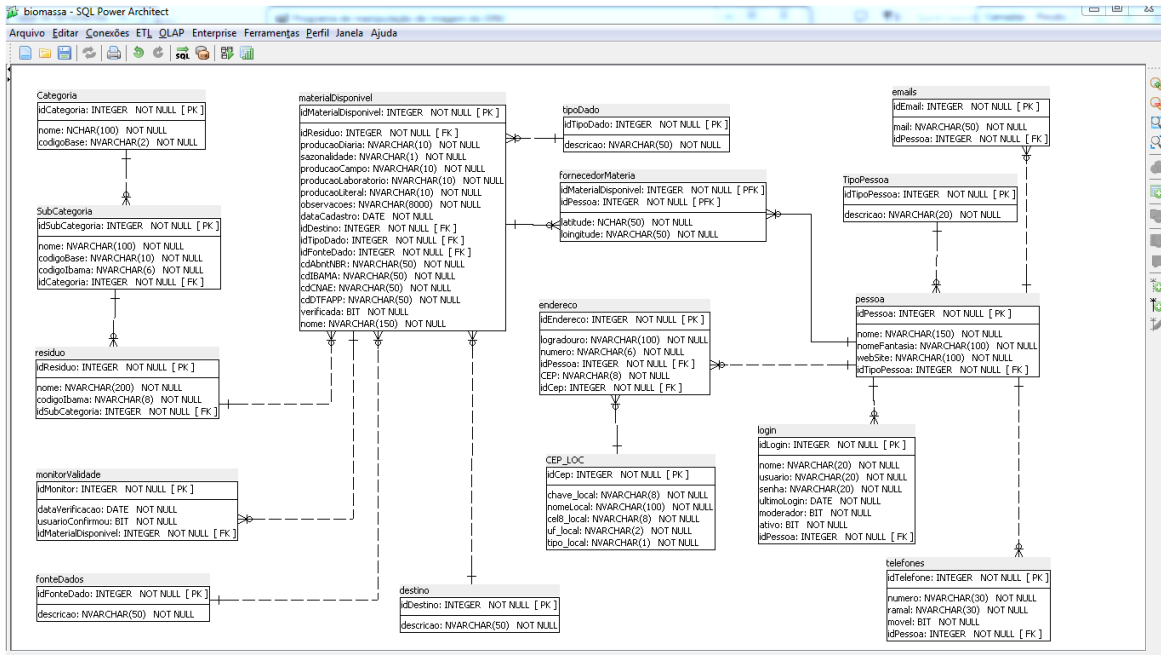 biomassa - SQL Power Architect
Arquivo Editar Conexões ETL OLAP Enterprise Ferramentas Perfil Janela Ajuda
SQL
Categoria
idCategoria: INTEGER NOT NULL [ PK ]
nome: NCHAR(100) NOT NULL
codigoBase: NVARCHAR(2) NOT NULL
SubCategoria
idSubCategoria: INTEGER NOT NULL [ PK ]
nome: NVARCHAR(100) NOT NULL
codigoBase: NVARCHAR(10) NOT NULL
codigoIbama: NVARCHAR(6) NOT NULL
idCategoria: INTEGER NOT NULL [ FK ]
residuo
idResiduo: INTEGER NOT NULL [ PK ]
nome: NVARCHAR(200) NOT NULL
codigoIbama: NVARCHAR(8) NOT NULL
idSubCategoria: INTEGER NOT NULL [ FK ]
monitorValidade
idMonitor: INTEGER NOT NULL [ PK ]
dataVerificacao: DATE NOT NULL
usuarioConfirmou: BIT NOT NULL
idMaterialDisponivel: INTEGER NOT NULL [ FK ]
fonteDados
idFonteDado: INTEGER NOT NULL [ PK ]
descricao: NVARCHAR(50) NOT NULL
materialDisponivel
idMaterialDisponivel: INTEGER NOT NULL [ PK ]
idResiduo: INTEGER NOT NULL [ FK ]
producaoDiaria: NVARCHAR(10) NOT NULL
sazonalidade: NVARCHAR(1) NOT NULL
producaoCampo: NVARCHAR(10) NOT NULL
producaoLaboratorio: NVARCHAR(10) NOT NULL
producaoLiteral: NVARCHAR(10) NOT NULL
observacoes: NVARCHAR(8000) NOT NULL
dataCadastro: DATE NOT NULL
idDestino: INTEGER NOT NULL [ FK ]
idTipoDado: INTEGER NOT NULL [ FK ]
idFonteDado: INTEGER NOT NULL [ FK ]
cdAbntNBR: NVARCHAR(50) NOT NULL
cdIBAMA: NVARCHAR(50) NOT NULL
cdCNAE: NVARCHAR(50) NOT NULL
cdDTFAPP: NVARCHAR(50) NOT NULL
verificada: BIT NOT NULL
nome: NVARCHAR(150) NOT NULL
destino
idDestino: INTEGER NOT NULL [ PK ]
descricao: NVARCHAR(50) NOT NULL
tipoDado
idTipoDado: INTEGER NOT NULL [ PK ]
descricao: NVARCHAR(50) NOT NULL
fornecedorMateria
idMaterialDisponivel: INTEGER NOT NULL [ PFK ]
idPessoa: INTEGER NOT NULL [ PFK ]
latitude: NCHAR(50) NOT NULL
loingitude: NVARCHAR(50) NOT NULL
endereco
idEndereco: INTEGER NOT NULL [ PK ]
logradouro: NVARCHAR(100) NOT NULL
numero: NVARCHAR(6) NOT NULL
idPessoa: INTEGER NOT NULL [ FK ]
CEP: NVARCHAR(8) NOT NULL
idCep: INTEGER NOT NULL [ FK ]
CEP_LOC
idCep: INTEGER NOT NULL [ PK ]
chave_local: NVARCHAR(8) NOT NULL
nomeLocal: NVARCHAR(100) NOT NULL
cel8_local: NVARCHAR(8) NOT NULL
uf_local: NVARCHAR(2) NOT NULL
tipo_local: NVARCHAR(1) NOT NULL
emails
idEmail: INTEGER NOT NULL [ PK ]
mail: NVARCHAR(50) NOT NULL
idPessoa: INTEGER NOT NULL [ FK ]
TipoPessoa
idTipoPessoa: INTEGER NOT NULL [ PK ]
descricao: NVARCHAR(20) NOT NULL
pessoa
idPessoa: INTEGER NOT NULL [ PK ]
nome: NVARCHAR(150) NOT NULL
nomeFantasia: NVARCHAR(100) NOT NULL
webSite: NVARCHAR(100) NOT NULL
idTipoPessoa: INTEGER NOT NULL [ FK ]
login
idLogin: INTEGER NOT NULL [ PK ]
nome: NVARCHAR(20) NOT NULL
usuario: NVARCHAR(20) NOT NULL
senha: NVARCHAR(20) NOT NULL
ultimoLogin: DATE NOT NULL
moderador: BIT NOT NULL
ativo: BIT NOT NULL
idPessoa: INTEGER NOT NULL [ FK ]
telefones
idTelefone: INTEGER NOT NULL [ PK ]
numero: NVARCHAR(30) NOT NULL
ramal: NVARCHAR(30) NOT NULL
movel: BIT NOT NULL
idPessoa: INTEGER NOT NULL [ FK ]